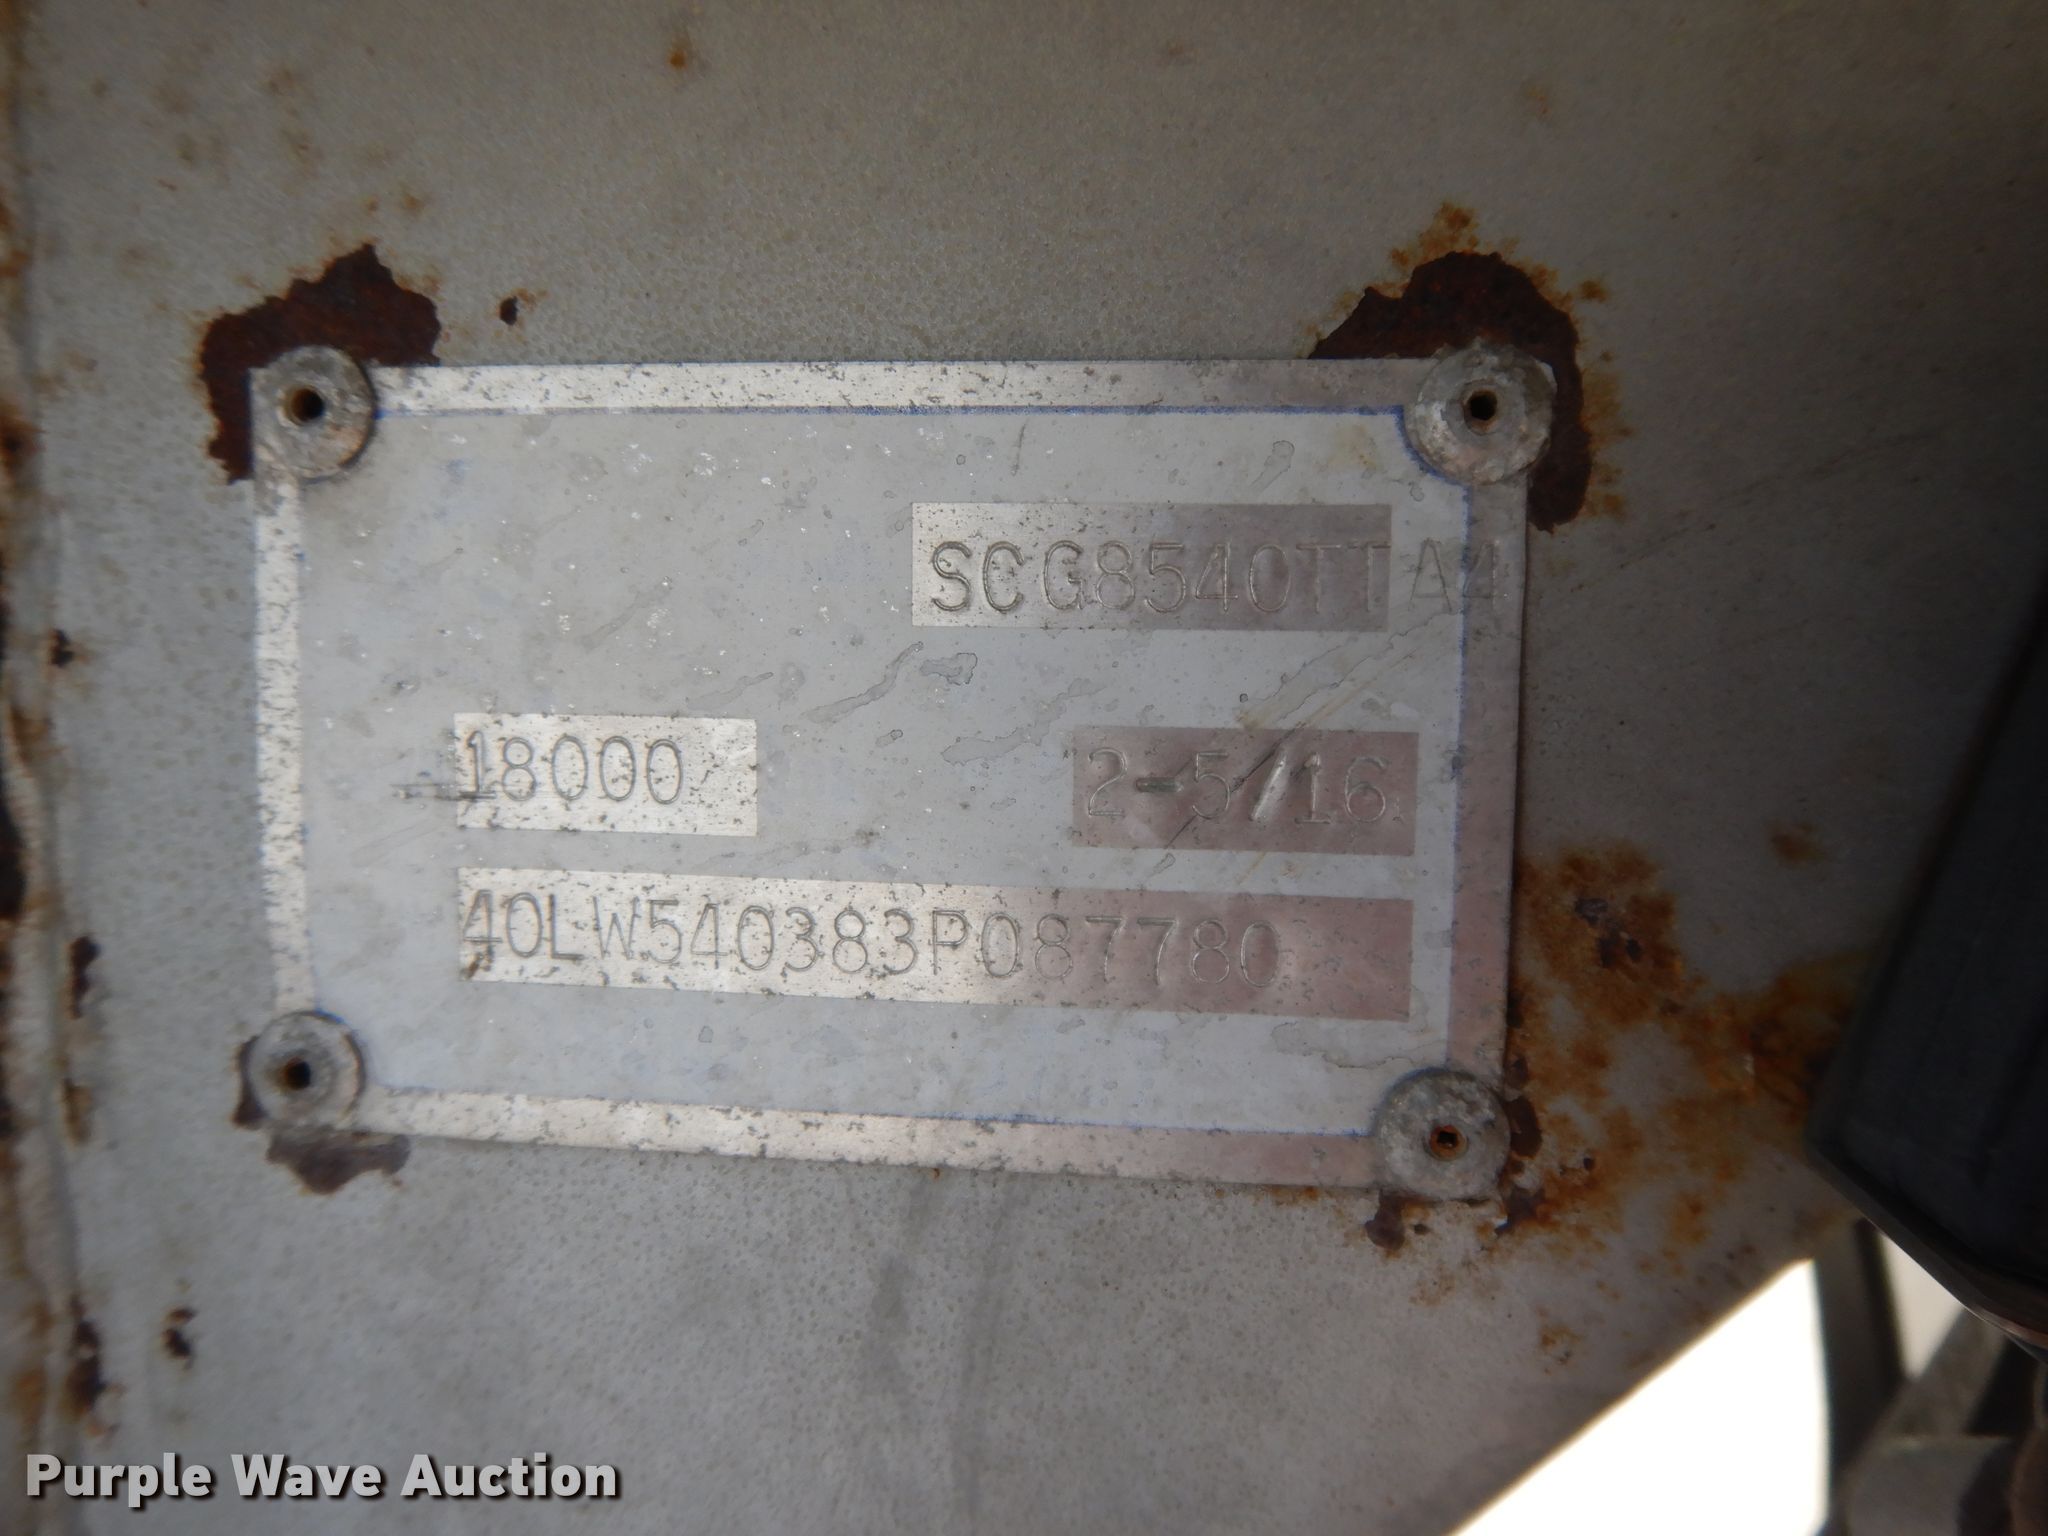 SCG8540TTA4
18000
2-5/16
40LW540383P087780
Purple Wave Auction